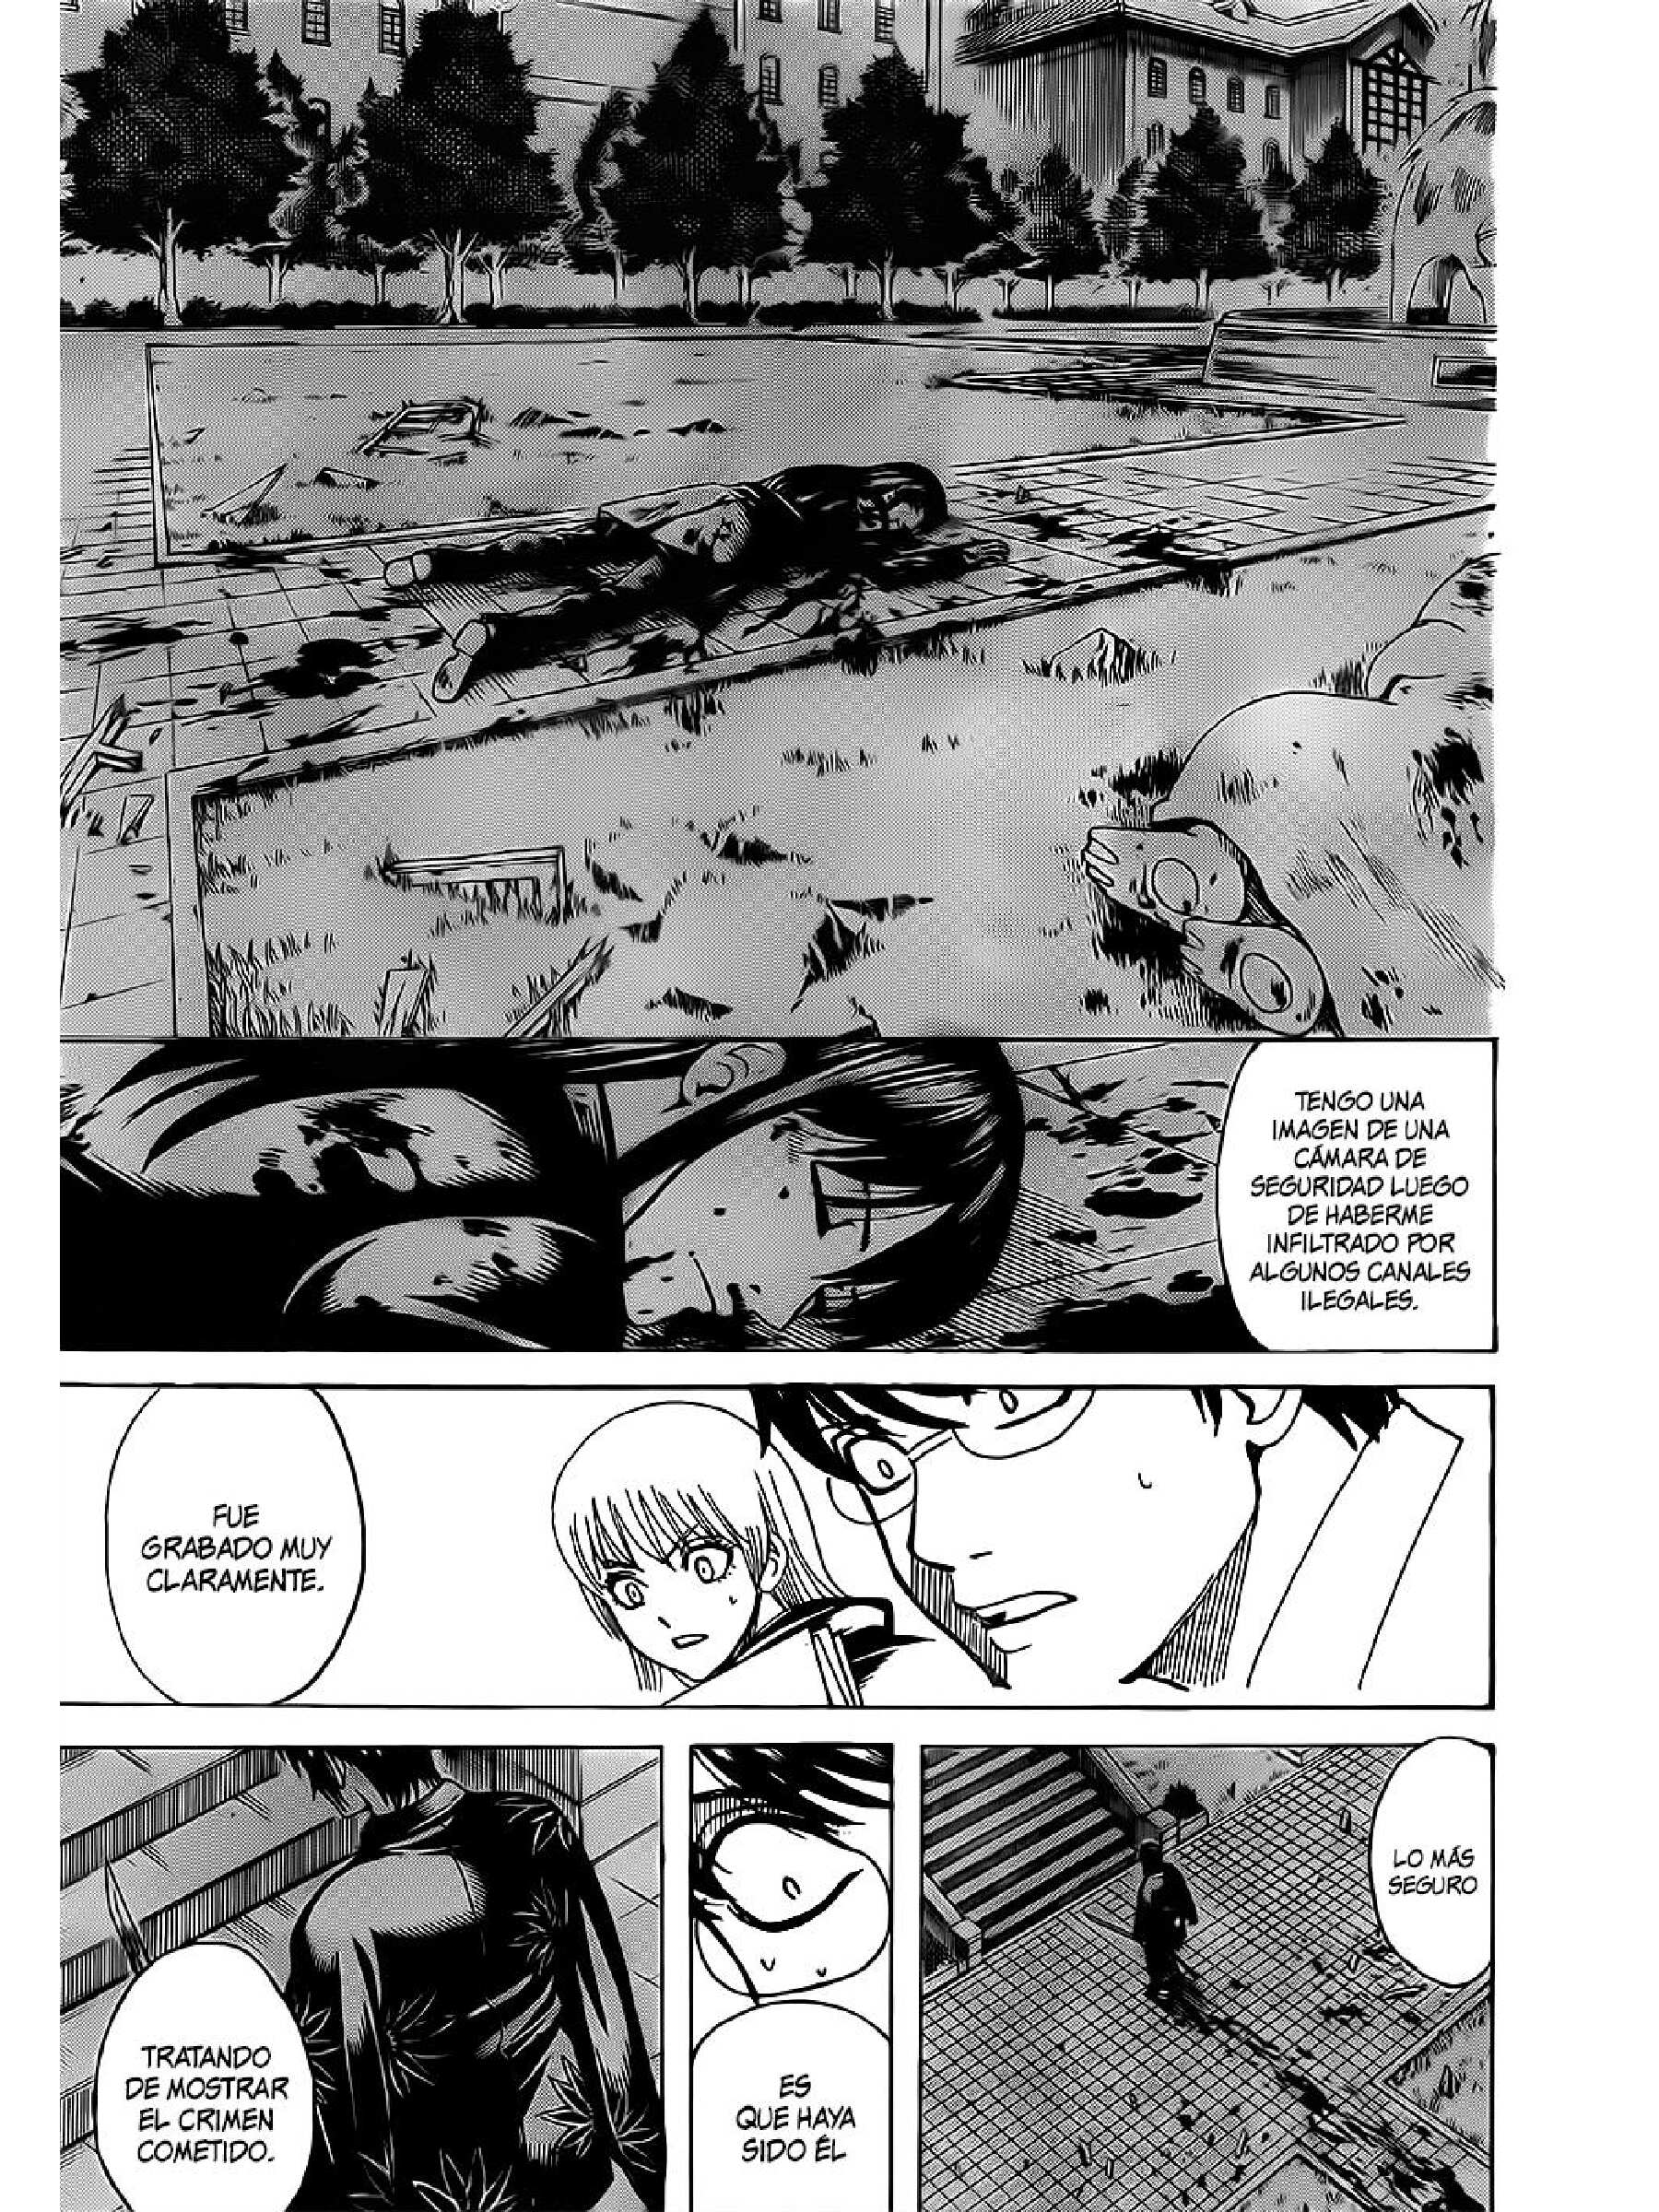 TENGO UNA
IMAGEN DE UNA
CÁMARA DE
SEGURIDAD LUEGO
DE HABERME
INFILTRADO POR
ALGUNOS CANALES
ILEGALES.
FUE
GRABADO MUY
CLARAMENTE.
LO MÁS
SEGURO
ES
QUE HAYA
SIDO ÉL
TRATANDO
DE MOSTRAR
EL CRIMEN
COMETIDO.